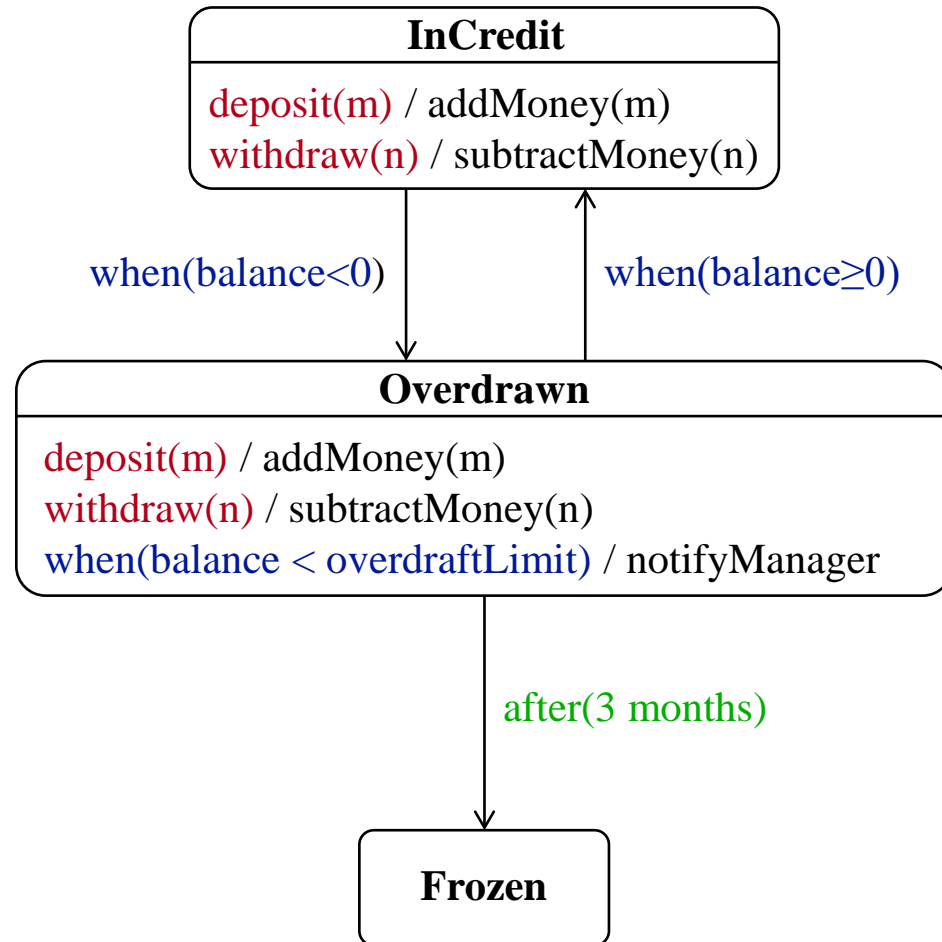 InCredit
deposit(m) / addMoney(m)
withdraw(n) / subtractMoney(n)
when(balance<0)
when(balance≥0)
Overdrawn
deposit(m) / addMoney(m)
withdraw(n) / subtractMoney(n)
when(balance < overdraftLimit) / notifyManager
after(3 months)
Frozen